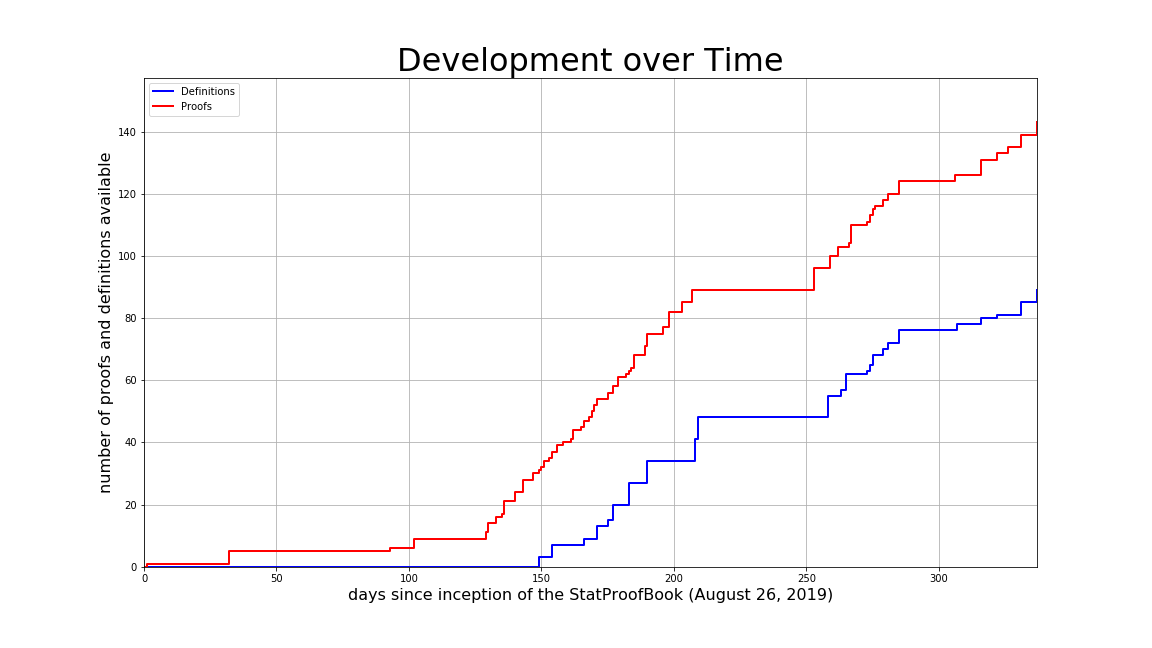 Development over Time
Definitions
Proofs
number of proofs and definitions available
140
120
100
80
60
40
20
0
0 50 100 150 200 250 300
days since inception of the StatProofBook (August 26, 2019)